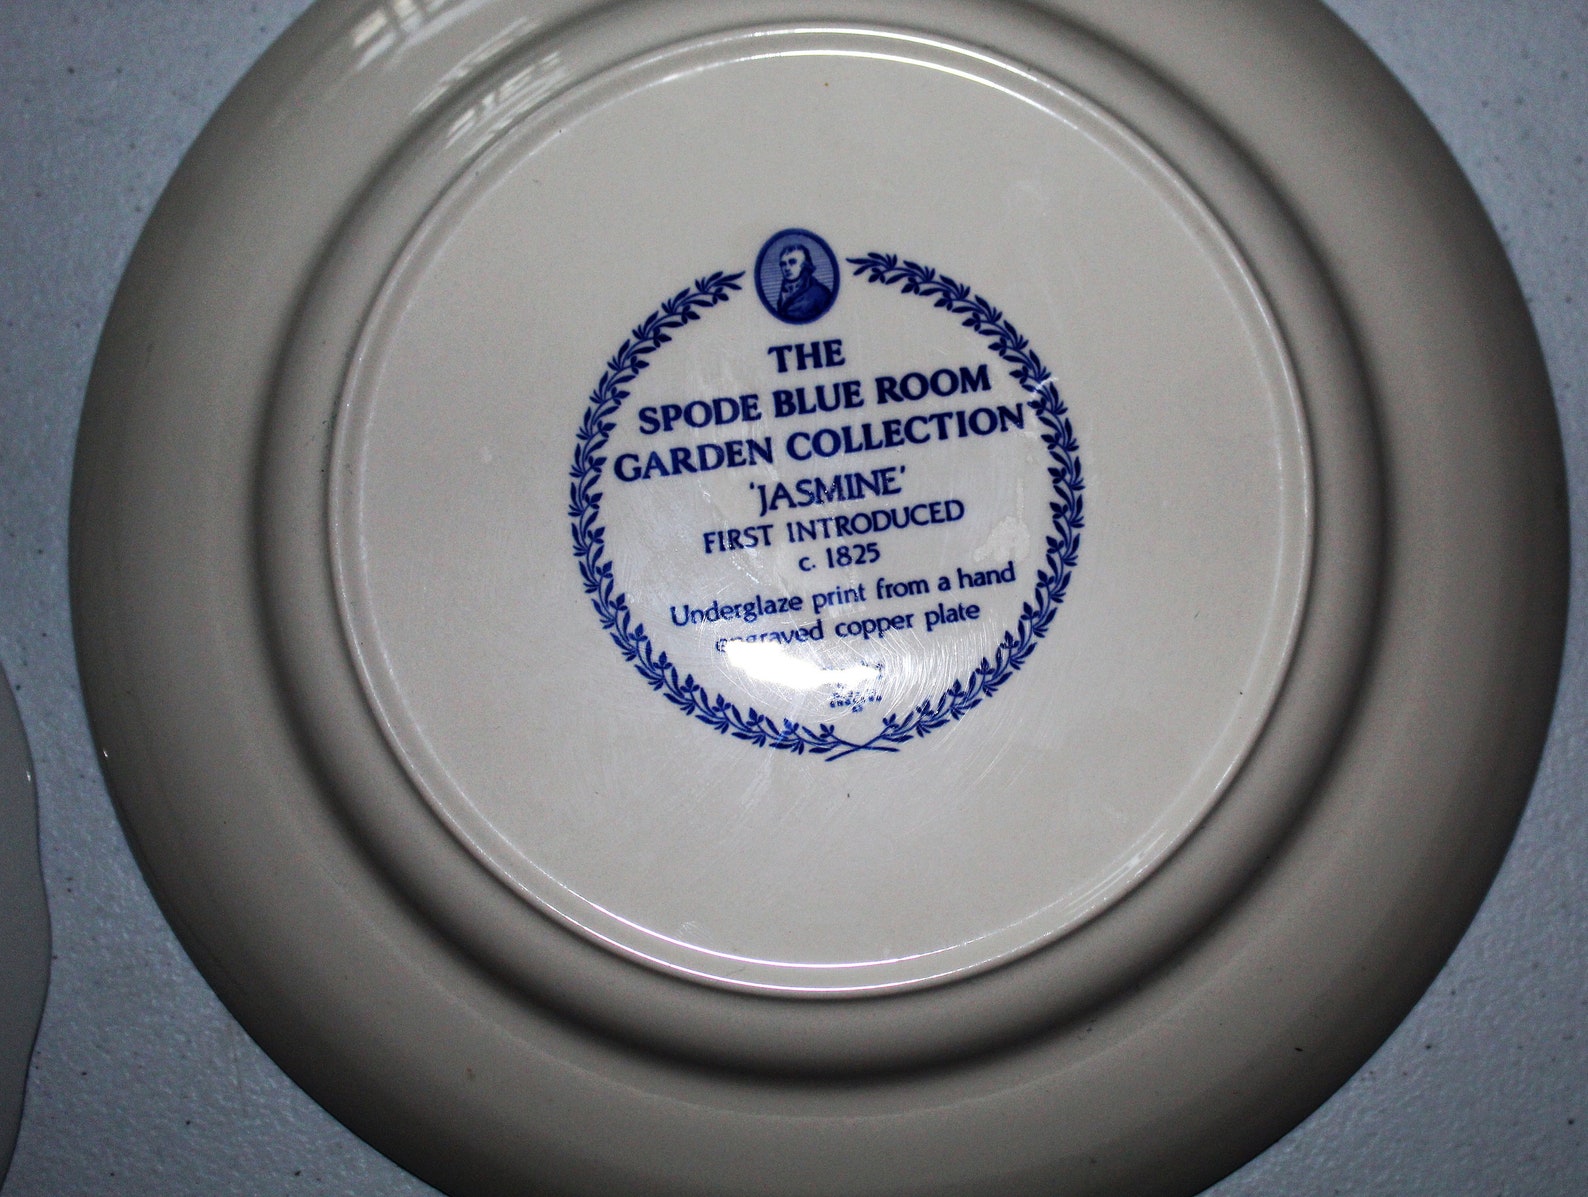 THE
SPODE BLUE ROOM
GARDEN COLLECTION
'JASMINE'
FIRST INTRODUCED
c. 1825
Underglaze print from a hand
engraved copper plate